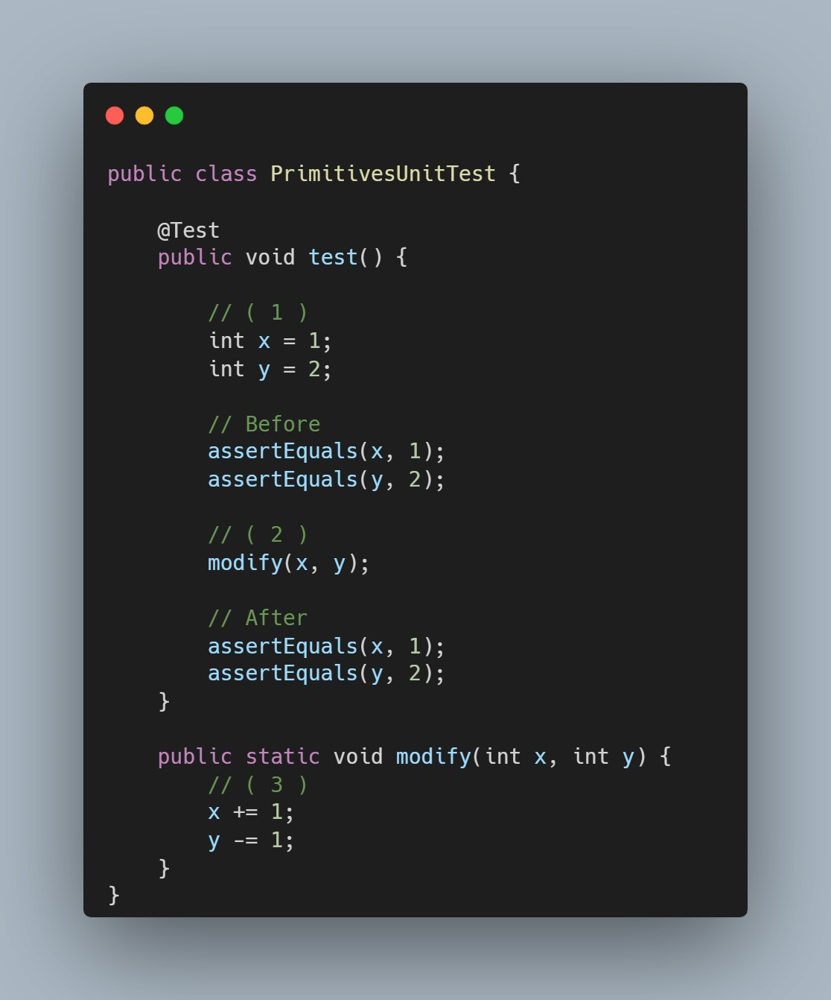 public class PrimitivesUnitTest {
@Test
public void test() {
// ( 1 )
int x = 1;
int y = 2;
// Before
assertEquals(x, 1);
assertEquals(y, 2);
// ( 2 )
modify(x, y);
// After
assertEquals(x, 1);
assertEquals(y, 2);
}
public static void modify(int x, int y) {
// ( 3 )
x += 1;
y -= 1;
}
}